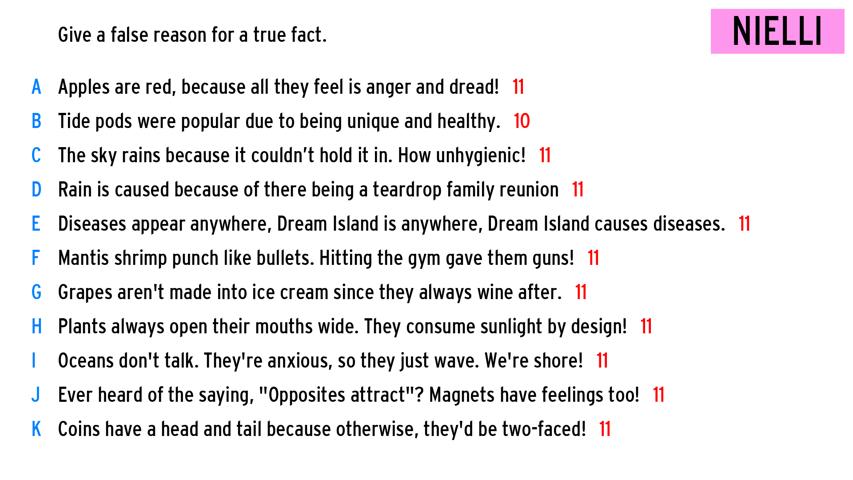 Give a false reason for a true fact.
NIELLI
A Apples are red, because all they feel is anger and dread! 11
B Tide pods were popular due to being unique and healthy. 10
C The sky rains because it couldn’t hold it in. How unhygienic! 11
D Rain is caused because of there being a teardrop family reunion 11
E Diseases appear anywhere, Dream Island is anywhere, Dream Island causes diseases. 11
F Mantis shrimp punch like bullets. Hitting the gym gave them guns! 11
G Grapes aren't made into ice cream since they always wine after. 11
H Plants always open their mouths wide. They consume sunlight by design! 11
I Oceans don't talk. They're anxious, so they just wave. We're shore! 11
J Ever heard of the saying, "Opposites attract"? Magnets have feelings too! 11
K Coins have a head and tail because otherwise, they'd be two-faced! 11